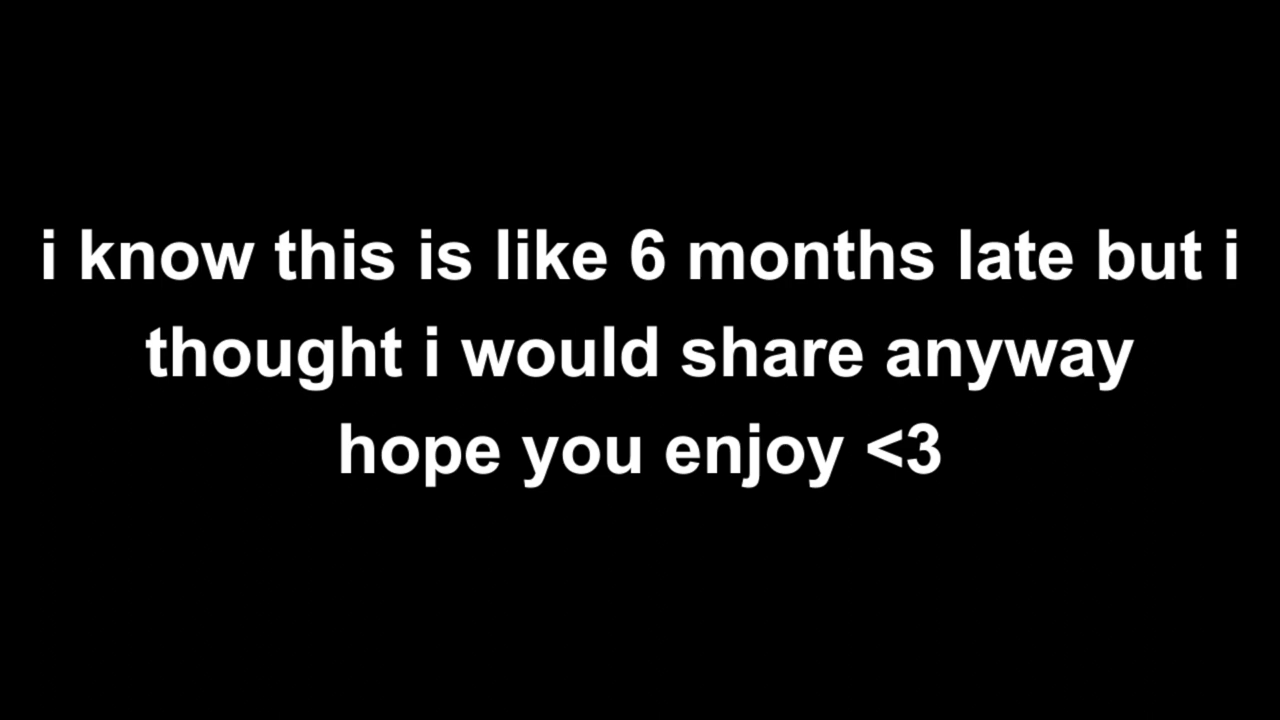 i know this is like 6 months late but i
thought i would share anyway
hope you enjoy <3